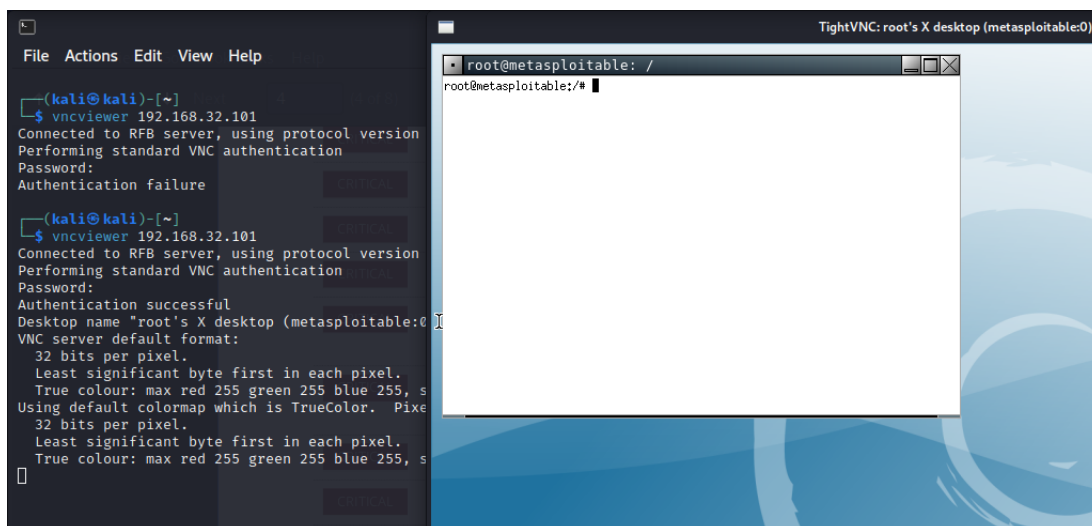 File Actions Edit View Help
(kali㉿kali)-[~]
$ vncviewer 192.168.32.101
Connected to RFB server, using protocol version
Performing standard VNC authentication
Password:
Authentication failure
(kali㉿kali)-[~]
$ vncviewer 192.168.32.101
Connected to RFB server, using protocol version
Performing standard VNC authentication
Password:
Authentication successful
Desktop name "root's X desktop (metasploitable:0
VNC server default format:
32 bits per pixel.
Least significant byte first in each pixel.
True colour: max red 255 green 255 blue 255, s
Using default colormap which is TrueColor. Pixe
32 bits per pixel.
Least significant byte first in each pixel.
True colour: max red 255 green 255 blue 255, s
CRITICAL
CRITICAL
CRITICAL
TightVNC: root's X desktop (metasploitable:0)
root@metasploitable: /
root@metasploitable:/#